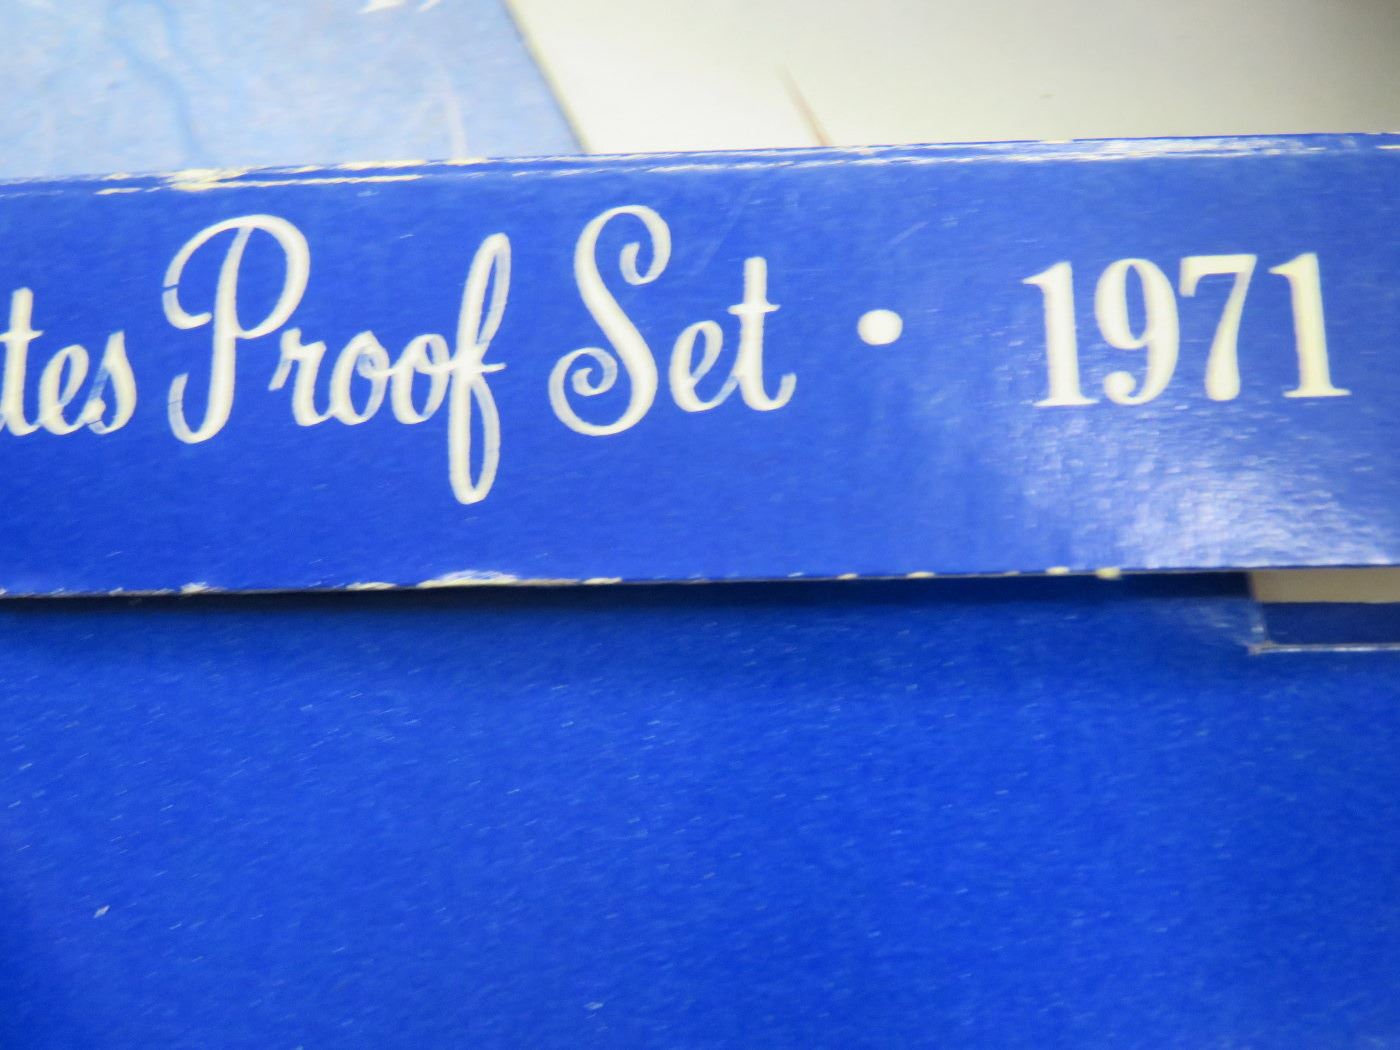 tes Proof Set • 1971